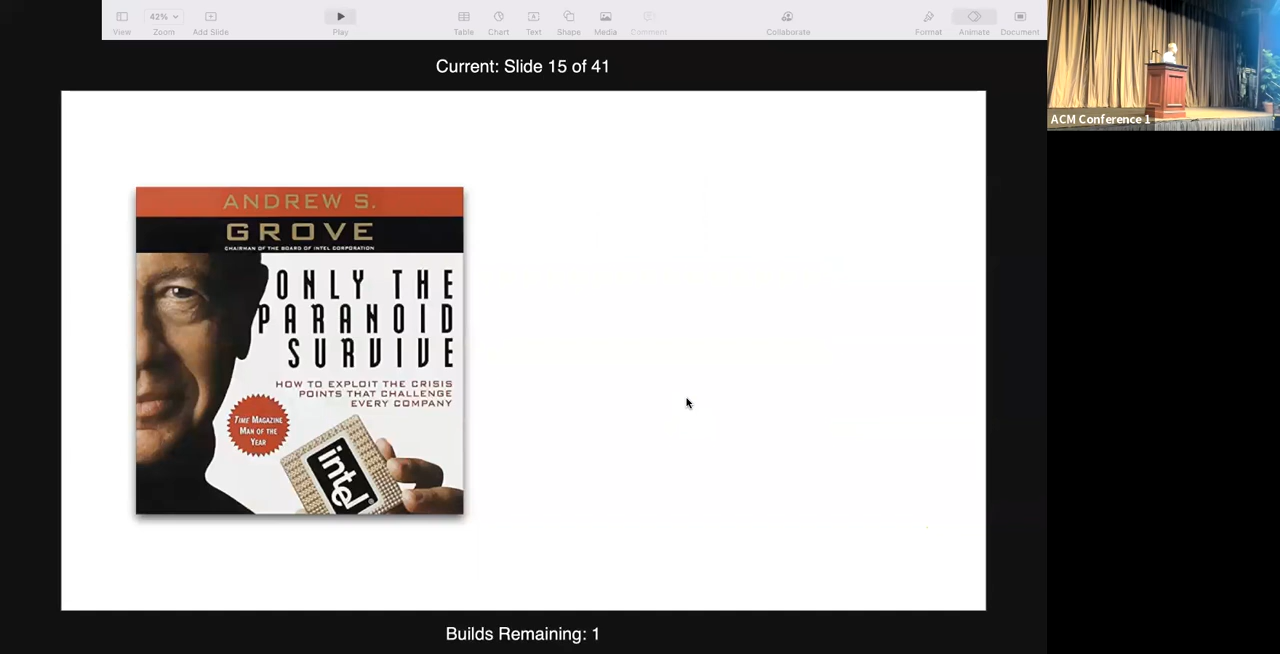 42%
View
Zoom
Add Slide
Play
Table
Chart
Text
Shape
Media
Comment
Collaborate
Format
Animate
Document
Current: Slide 15 of 41
ANDREW S.
GROVE
CHAIRMAN OF THE BOARD OF INTEL CORPORATION
ONLY THE
PARANOID
SURVIVE
HOW TO EXPLOIT THE CRISIS
POINTS THAT CHALLENGE
EVERY COMPANY
TIME MAGAZINE
MAN OF THE
YEAR
intel
®
Builds Remaining: 1
ACM Conference 1